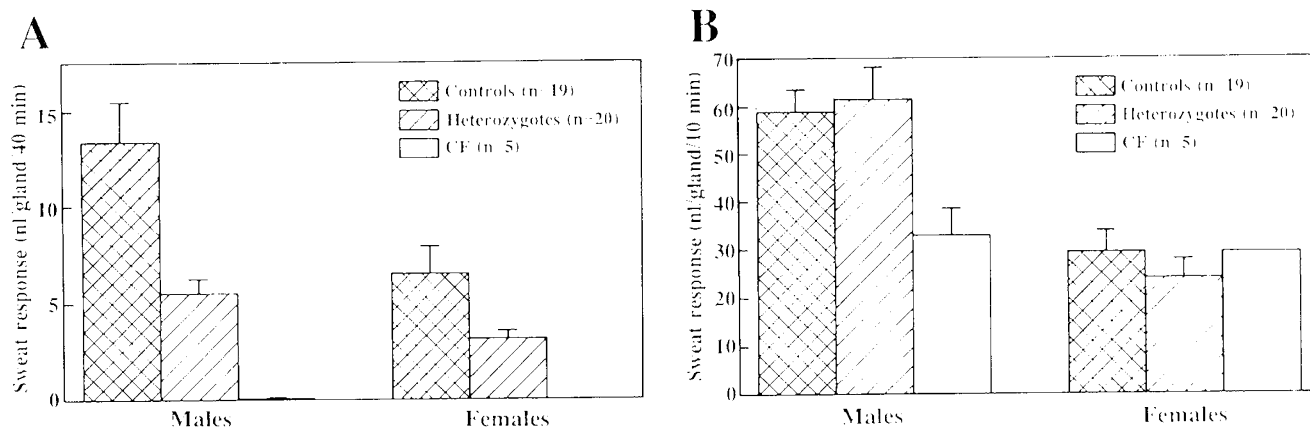 A
Sweat response (nl/gland/40 min)
15
10
5
0
Controls (n=19)
Heterozygotes (n=20)
CF (n=5)
Males
Females
B
Sweat response (nl/gland/10 min)
70
60
50
40
30
20
10
0
Controls (n=19)
Heterozygotes (n=20)
CF (n=5)
Males
Females